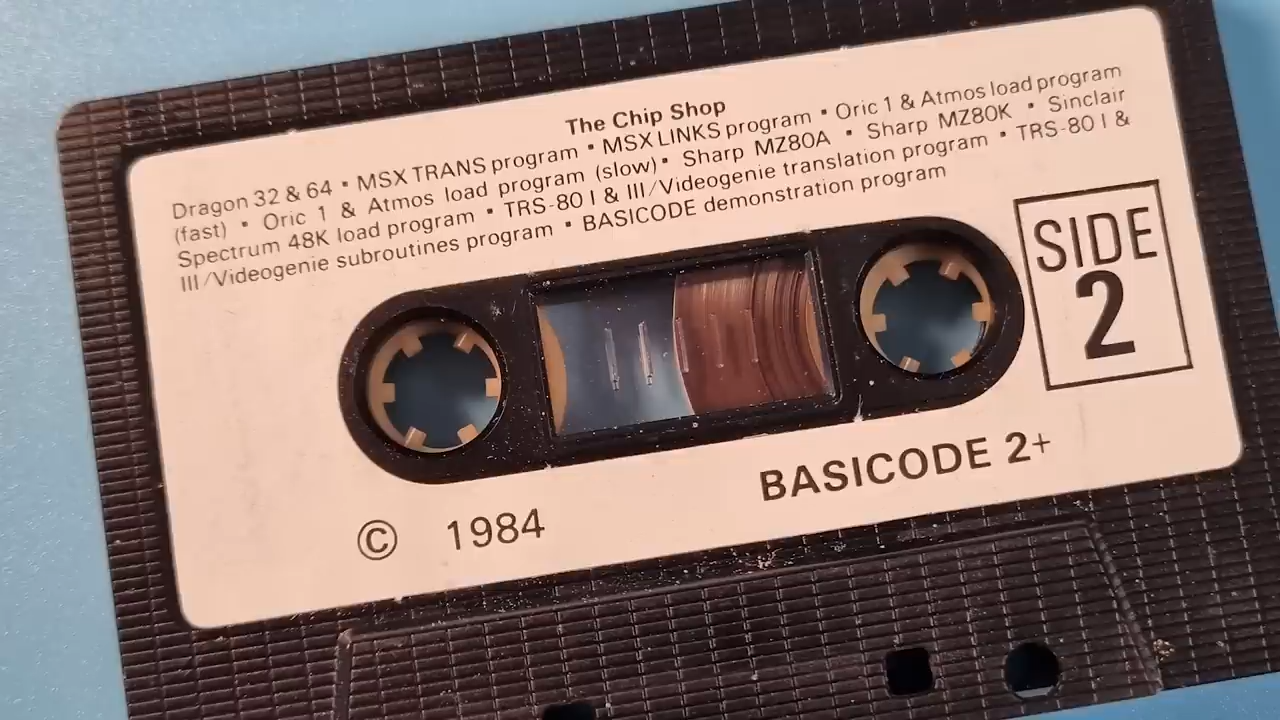 The Chip Shop
Dragon 32 & 64 ▪ MSX TRANS program ▪ MSX LINKS program ▪ Oric 1 & Atmos load program
(fast) ▪ Oric 1 & Atmos load program (slow) ▪ Sharp MZ80A ▪ Sharp MZ80K ▪ Sinclair
Spectrum 48K load program ▪ TRS-80 I & III/Videogenie translation program ▪ TRS-80 I &
III/Videogenie subroutines program ▪ BASICODE demonstration program
SIDE
2
BASICODE 2+
© 1984